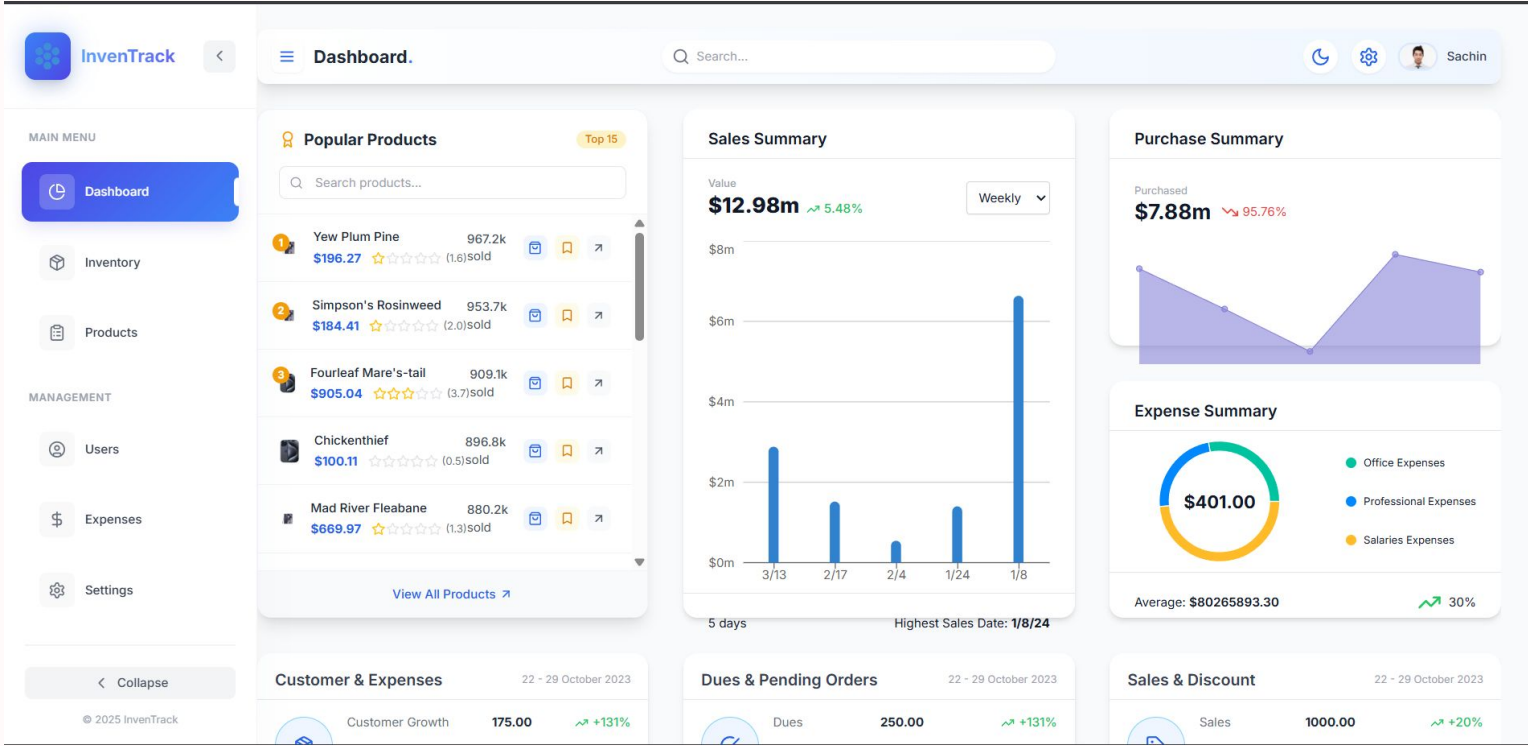 InvenTrack
Dashboard.
Search...
Sachin
MAIN MENU
Dashboard
Inventory
Products
MANAGEMENT
Users
Expenses
Settings
Collapse
© 2025 InvenTrack
Popular Products
Top 15
Search products...
1
Yew Plum Pine
967.2k sold
$196.27 (1.6)
2
Simpson's Rosinweed
953.7k sold
$184.41 (2.0)
3
Fourleaf Mare's-tail
909.1k sold
$905.04 (3.7)
Chickenthief
896.8k sold
$100.11 (0.5)
Mad River Fleabane
880.2k sold
$669.97 (1.3)
View All Products
Sales Summary
Value
$12.98m 5.48%
Weekly
$8m
$6m
$4m
$2m
$0m
3/13 2/17 2/4 1/24 1/8
5 days
Highest Sales Date: 1/8/24
Purchase Summary
Purchased
$7.88m 95.76%
Expense Summary
$401.00
Office Expenses
Professional Expenses
Salaries Expenses
Average: $80265893.30
30%
Customer & Expenses
22 - 29 October 2023
Customer Growth 175.00 +131%
Dues & Pending Orders
22 - 29 October 2023
Dues 250.00 +131%
Sales & Discount
22 - 29 October 2023
Sales 1000.00 +20%